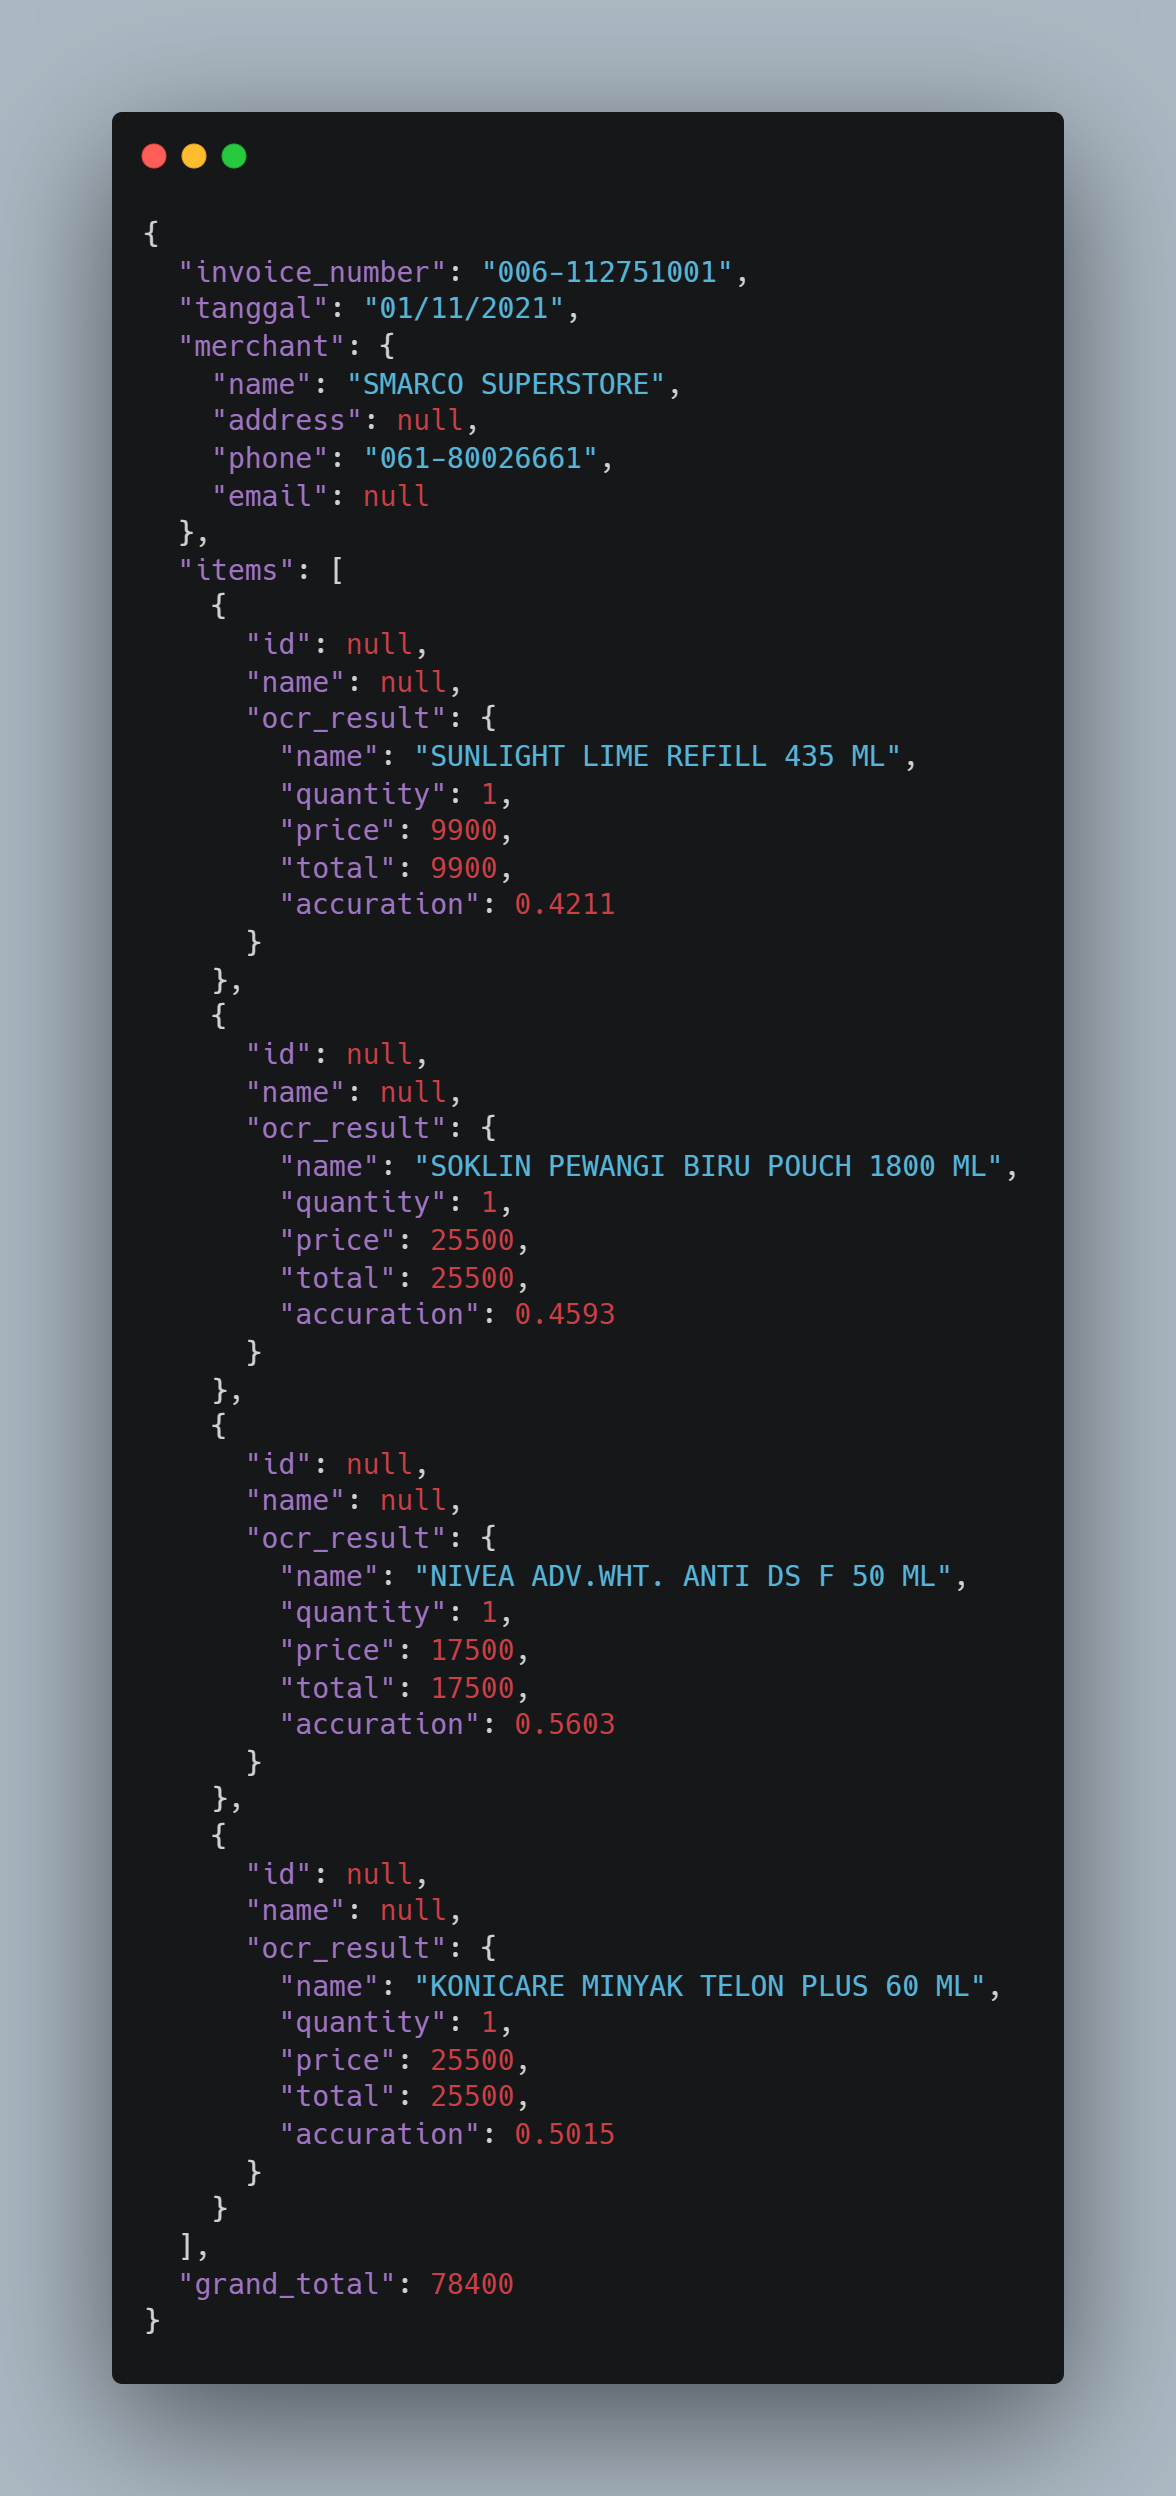 {
  "invoice_number": "006-112751001",
  "tanggal": "01/11/2021",
  "merchant": {
    "name": "SMARCO SUPERSTORE",
    "address": null,
    "phone": "061-80026661",
    "email": null
  },
  "items": [
    {
      "id": null,
      "name": null,
      "ocr_result": {
        "name": "SUNLIGHT LIME REFILL 435 ML",
        "quantity": 1,
        "price": 9900,
        "total": 9900,
        "accuration": 0.4211
      }
    },
    {
      "id": null,
      "name": null,
      "ocr_result": {
        "name": "SOKLIN PEWANGI BIRU POUCH 1800 ML",
        "quantity": 1,
        "price": 25500,
        "total": 25500,
        "accuration": 0.4593
      }
    },
    {
      "id": null,
      "name": null,
      "ocr_result": {
        "name": "NIVEA ADV.WHT. ANTI DS F 50 ML",
        "quantity": 1,
        "price": 17500,
        "total": 17500,
        "accuration": 0.5603
      }
    },
    {
      "id": null,
      "name": null,
      "ocr_result": {
        "name": "KONICARE MINYAK TELON PLUS 60 ML",
        "quantity": 1,
        "price": 25500,
        "total": 25500,
        "accuration": 0.5015
      }
    }
  ],
  "grand_total": 78400
}